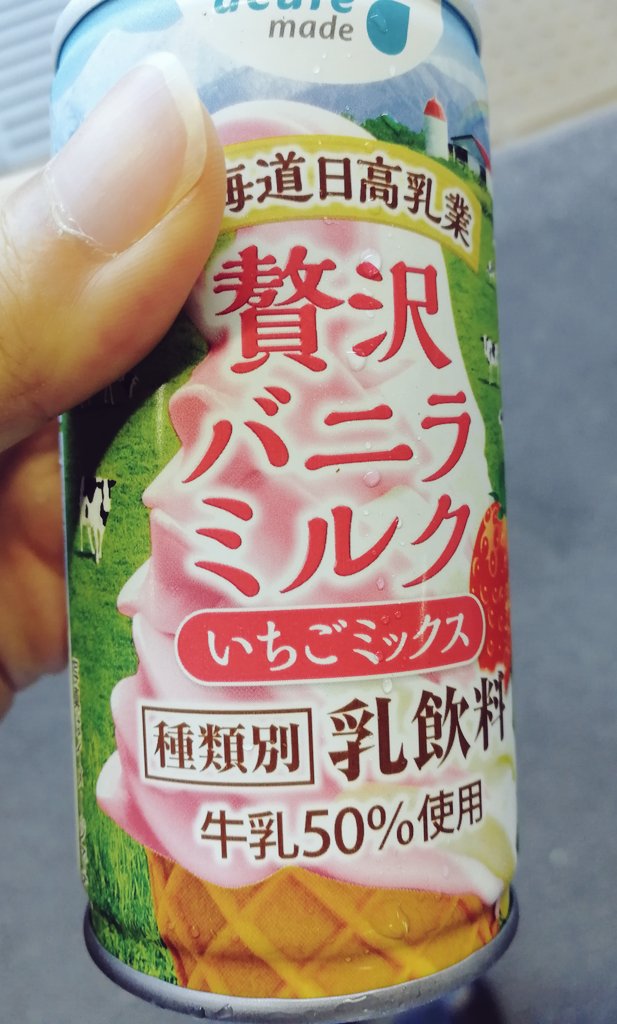 acure
made
海道日高乳業
贅沢
バニラ
ミルク
いちごミックス
種類別 乳飲料
牛乳50%使用